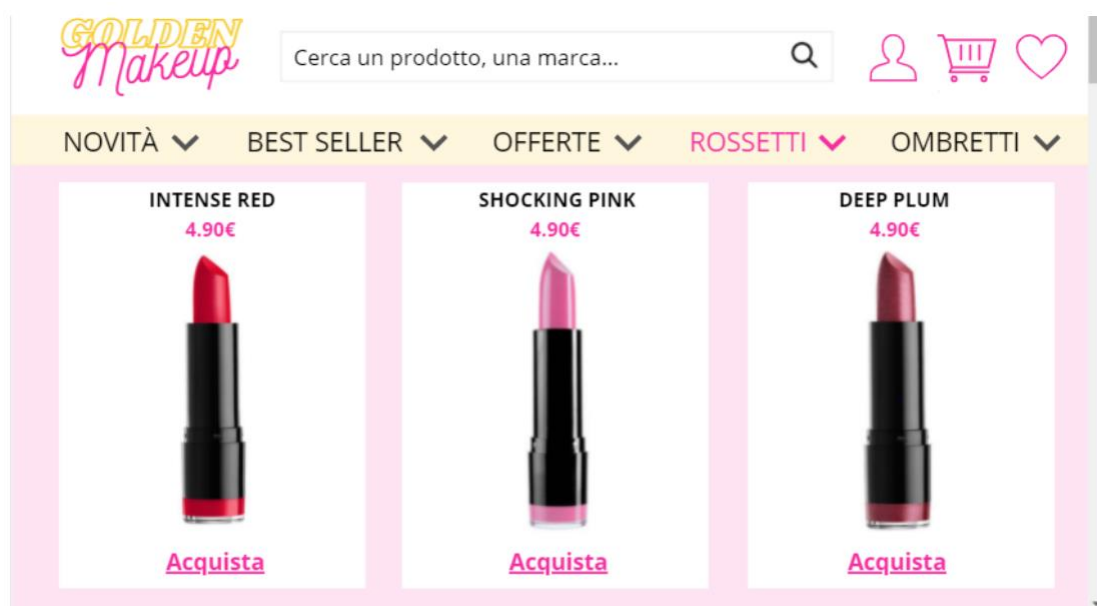 GOLDEN
Makeup
Cerca un prodotto, una marca...
NOVITÀ BEST SELLER OFFERTE ROSSETTI OMBRETTI
INTENSE RED
4.90€
Acquista
SHOCKING PINK
4.90€
Acquista
DEEP PLUM
4.90€
Acquista